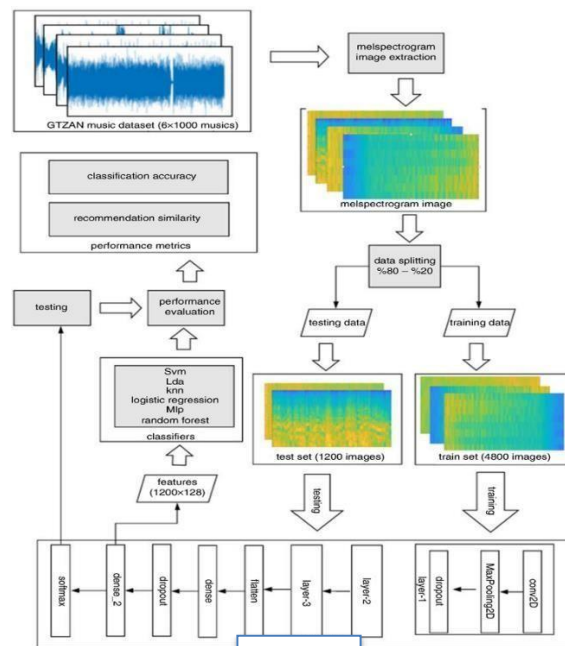 GTZAN music dataset (6×1000 musics)
melspectrogram
image extraction
melspectrogram image
classification accuracy
recommendation similarity
performance metrics
data splitting
%80 – %20
testing
performance
evaluation
testing data
training data
Svm
Lda
knn
logistic regression
Mlp
random forest
classifiers
test set (1200 images)
train set (4800 images)
features
(1200×128)
testing
training
softmax
dense_2
dropout
dense
flatten
layer-3
layer-2
layer-1
dropout
MaxPooling2D
conv2D